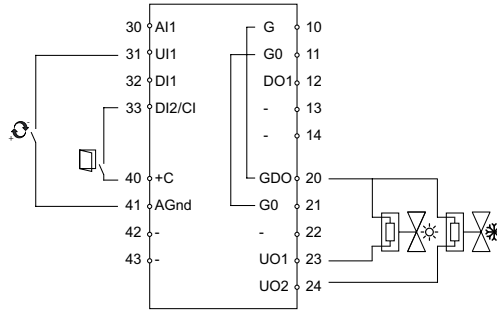 30 AI1 G 10
31 UI1 G0 11
32 DI1 DO1 12
33 DI2/CI - 13
- 14
40 +C GDO 20
41 AGnd G0 21
42 - - 22
43 - UO1 23
UO2 24